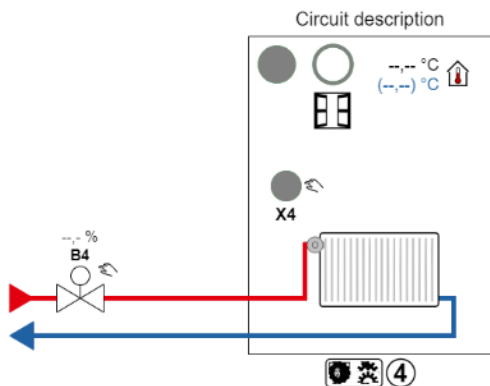 Circuit description
--,-- °C
(--,--) °C
X4
--,- %
B4
4